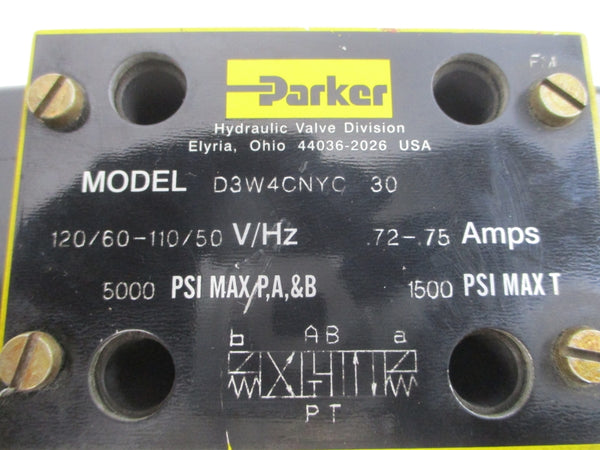 Parker
Hydraulic Valve Division
Elyria, Ohio 44036-2026 USA
MODEL D3W4CNYC 30
120/60-110/50 V/Hz .72-.75 Amps
5000 PSI MAX P,A,&B 1500 PSI MAX T
b AB a
T
PT